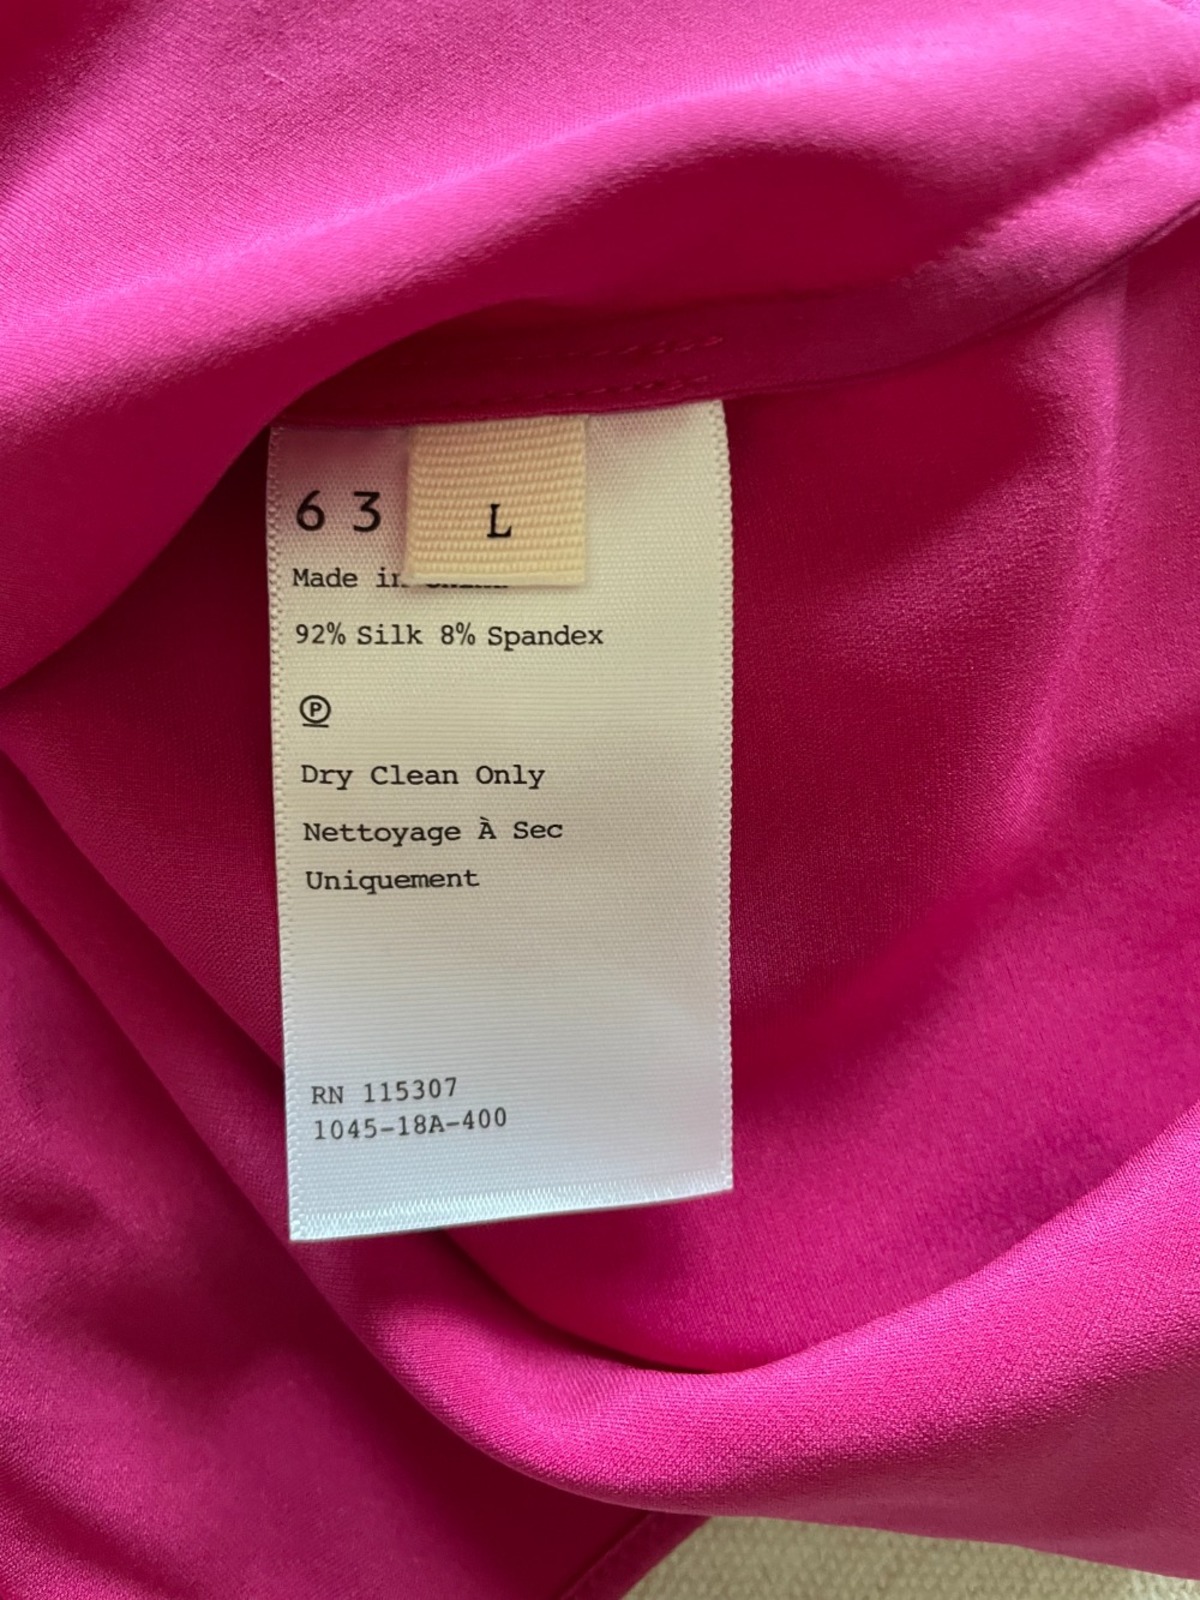 63
L
Made in
92% Silk 8% Spandex
P
Dry Clean Only
Nettoyage À Sec
Uniquement
RN 115307
1045-18A-400